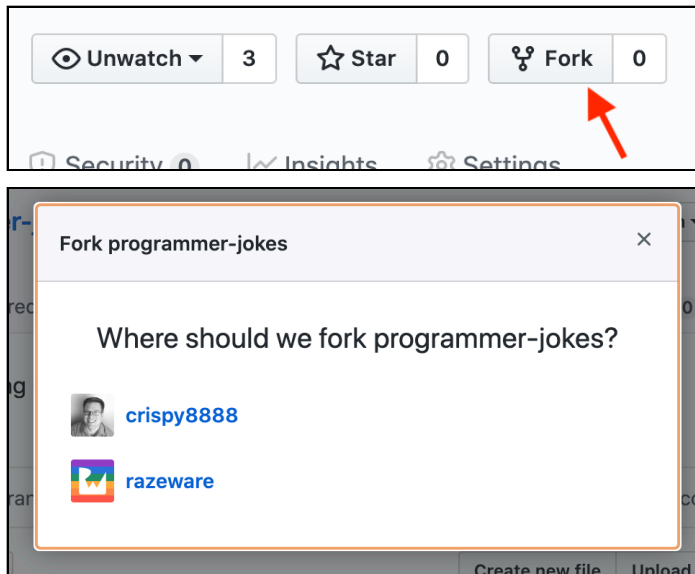 Unwatch 3 Star 0 Fork 0
Security 0 Insights Settings
Fork programmer-jokes
Where should we fork programmer-jokes?
crispy8888
razeware
Create new file Upload